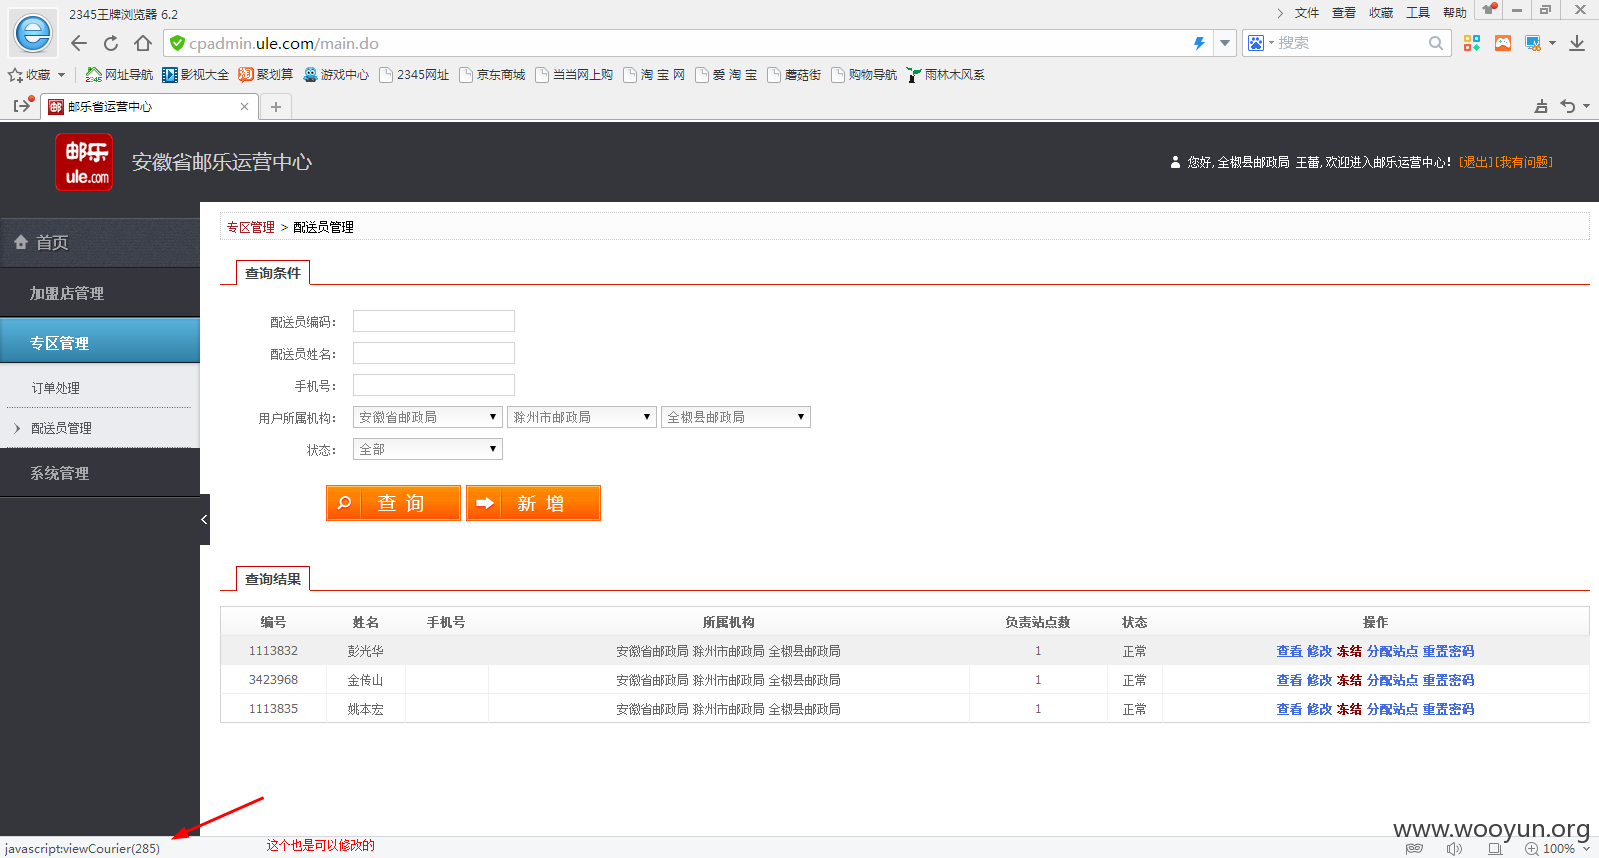 2345王牌浏览器 6.2
文件 查看 收藏 工具 帮助
cpadmin.ule.com/main.do
搜索
收藏 网址导航 影视大全 聚划算 游戏中心 2345网址 京东商城 当当网上购 淘 宝 网 爱 淘 宝 蘑菇街 购物导航 雨林木风系
邮乐省运营中心
邮乐
ule.com
安徽省邮乐运营中心
您好, 全椒县邮政局 王蕾, 欢迎进入邮乐运营中心! [退出][我有问题]
首页
加盟店管理
专区管理
订单处理
配送员管理
系统管理
专区管理 > 配送员管理
查询条件
配送员编码:
配送员姓名:
手机号:
用户所属机构: 安徽省邮政局 滁州市邮政局 全椒县邮政局
状态: 全部
查 询 新 增
查询结果
编号 姓名 手机号 所属机构 负责站点数 状态 操作
1113832 彭光华 安徽省邮政局 滁州市邮政局 全椒县邮政局 1 正常 查看 修改 冻结 分配站点 重置密码
3423968 金传山 安徽省邮政局 滁州市邮政局 全椒县邮政局 1 正常 查看 修改 冻结 分配站点 重置密码
1113835 姚本宏 安徽省邮政局 滁州市邮政局 全椒县邮政局 1 正常 查看 修改 冻结 分配站点 重置密码
www.wooyun.org
javascript:viewCourier(285)
这个也是可以修改的
100%